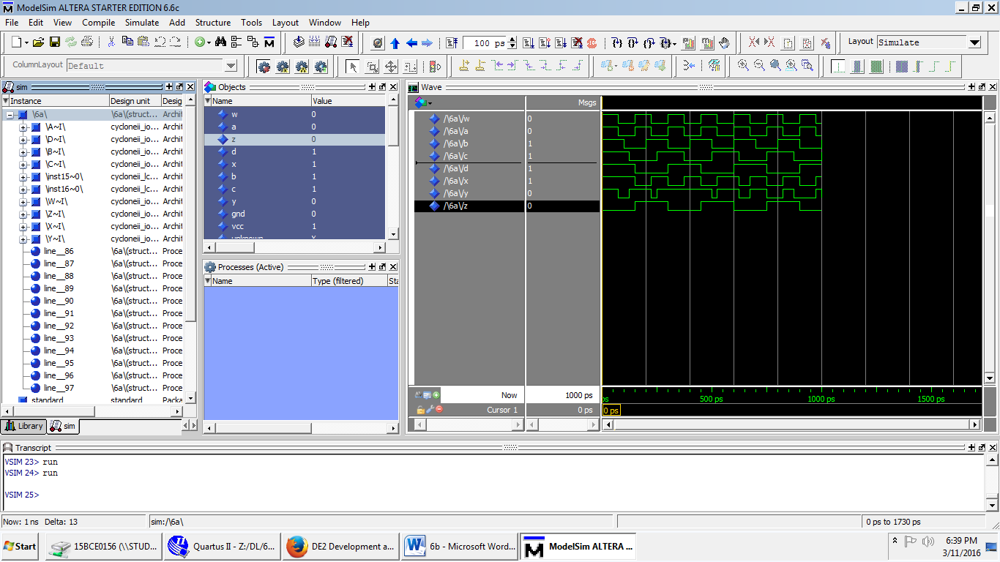 ModelSim ALTERA STARTER EDITION 6.6c
File Edit View Compile Simulate Add Structure Tools Layout Window Help
100 ps
Layout Simulate
ColumnLayout Default
sim
Instance Design unit Desig
\6a\ \6a\(struct... Archit
\A~I\ cycloneii_io... Archit
\D~I\ cycloneii_io... Archit
\B~I\ cycloneii_io... Archit
\C~I\ cycloneii_io... Archit
\inst15~0\ cycloneii_lc... Archit
\inst16~0\ cycloneii_lc... Archit
\W~I\ cycloneii_io... Archit
\Z~I\ cycloneii_io... Archit
\X~I\ cycloneii_io... Archit
\Y~I\ cycloneii_io... Archit
line__86 \6a\(struct... Proce
line__87 \6a\(struct... Proce
line__88 \6a\(struct... Proce
line__89 \6a\(struct... Proce
line__90 \6a\(struct... Proce
line__91 \6a\(struct... Proce
line__92 \6a\(struct... Proce
line__93 \6a\(struct... Proce
line__94 \6a\(struct... Proce
line__95 \6a\(struct... Proce
line__96 \6a\(struct... Proce
line__97 \6a\(struct... Proce
standard standard Packa
Library sim
Objects
Name Value
w 0
a 0
z 0
d 1
x 1
b 1
c 1
y 0
gnd 0
vcc 1
unknown X
Processes (Active)
Name Type (filtered) Sta
Wave
Msgs
/\6a\/w 0
/\6a\/a 0
/\6a\/b 1
/\6a\/c 1
/\6a\/d 1
/\6a\/x 1
/\6a\/y 0
/\6a\/z 0
Now 1000 ps
ps 500 ps 1000 ps 1500 ps
Cursor 1 0 ps
0 ps
Transcript
VSIM 23> run
VSIM 24> run
VSIM 25>
Now: 1 ns Delta: 13
sim:/\6a\
0 ps to 1730 ps
Start
15BCE0156 (\\STUD...
Quartus II - Z:/DL/6...
DE2 Development a...
6b - Microsoft Word...
ModelSim ALTERA ...
6:39 PM
3/11/2016